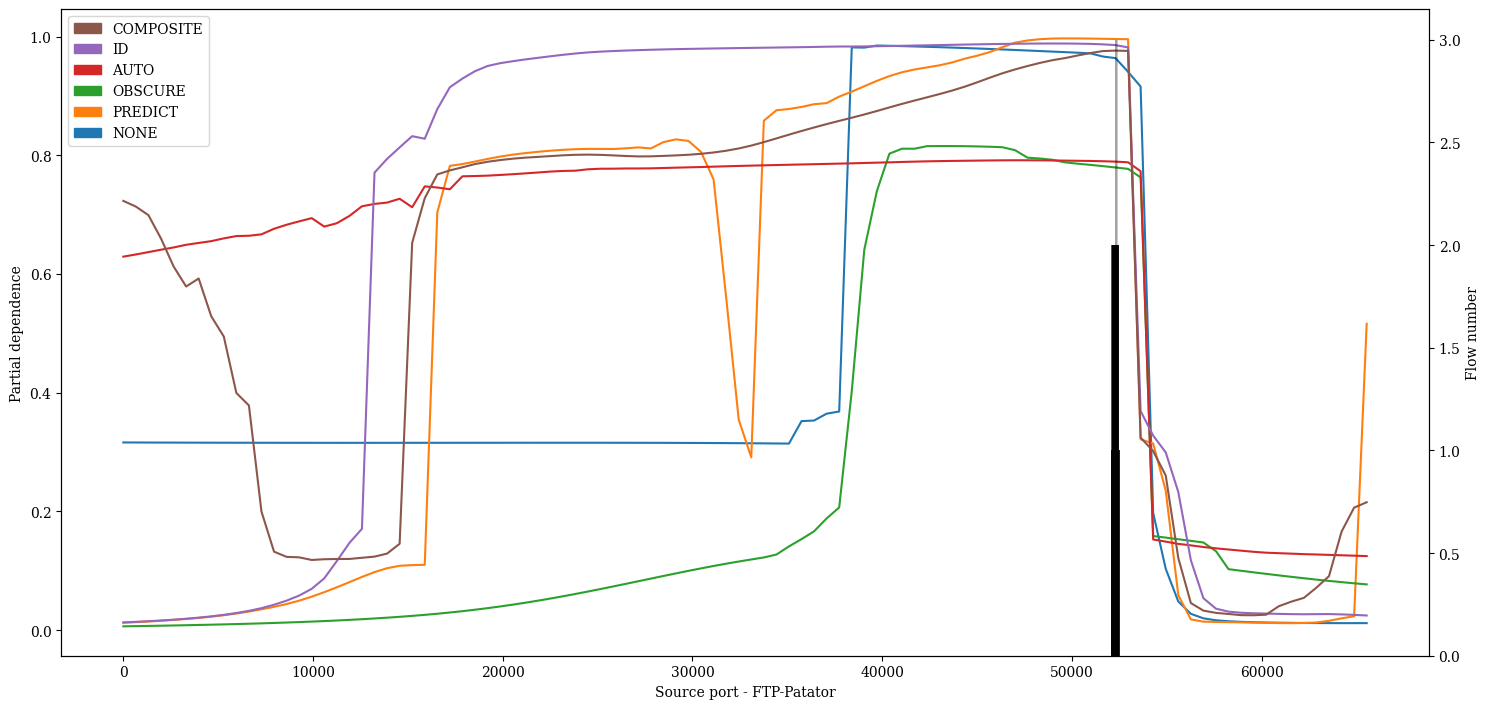 COMPOSITE
ID
AUTO
OBSCURE
PREDICT
NONE
Partial dependence
1.0
0.8
0.6
0.4
0.2
0.0
0
10000
20000
30000
40000
50000
60000
Source port - FTP-Patator
3.0
2.5
2.0
1.5
1.0
0.5
0.0
Flow number